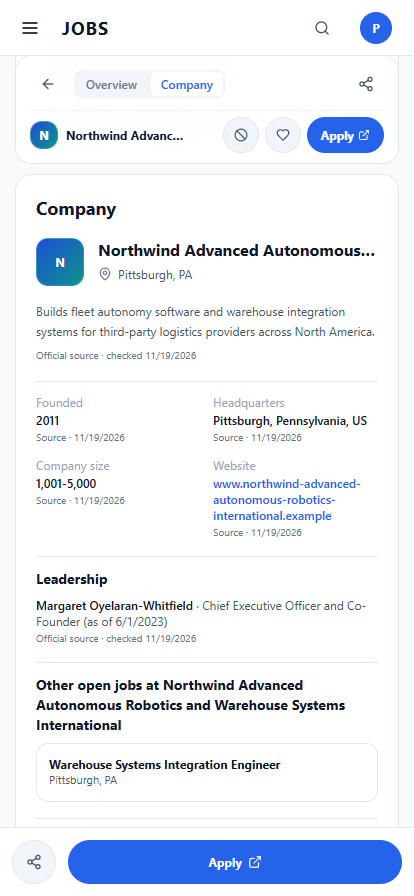 JOBS
P
Overview
Company
N
Northwind Advanc...
Apply
Company
N
Northwind Advanced Autonomous...
Pittsburgh, PA
Builds fleet autonomy software and warehouse integration
systems for third-party logistics providers across North America.
Official source · checked 11/19/2026
Founded
2011
Source · 11/19/2026
Headquarters
Pittsburgh, Pennsylvania, US
Source · 11/19/2026
Company size
1,001-5,000
Source · 11/19/2026
Website
www.northwind-advanced-
autonomous-robotics-
international.example
Source · 11/19/2026
Leadership
Margaret Oyelaran-Whitfield · Chief Executive Officer and Co-
Founder (as of 6/1/2023)
Official source · checked 11/19/2026
Other open jobs at Northwind Advanced
Autonomous Robotics and Warehouse Systems
International
Warehouse Systems Integration Engineer
Pittsburgh, PA
Apply